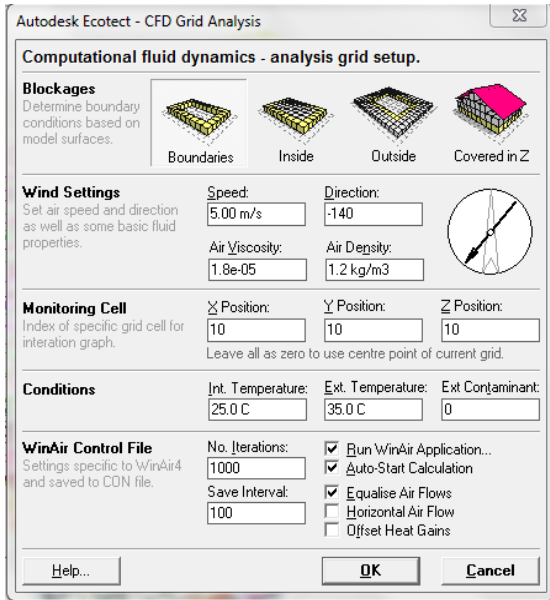 Autodesk Ecotect - CFD Grid Analysis
Computational fluid dynamics - analysis grid setup.
Blockages
Determine boundary
conditions based on
model surfaces.
Boundaries
Inside
Outside
Covered in Z
Wind Settings
Set air speed and direction
as well as some basic fluid
properties.
Speed:
Direction:
5.00 m/s
-140
Air Viscosity:
Air Density:
1.8e-05
1.2 kg/m3
Monitoring Cell
Index of specific grid cell for
interation graph.
X Position:
Y Position:
Z Position:
10
10
10
Leave all as zero to use centre point of current grid.
Conditions
Int. Temperature:
Ext. Temperature:
Ext Contaminant:
25.0 C
35.0 C
0
WinAir Control File
Settings specific to WinAir4
and saved to CON file.
No. Iterations:
1000
Save Interval:
100
Run WinAir Application...
Auto-Start Calculation
Equalise Air Flows
Horizontal Air Flow
Offset Heat Gains
Help...
OK
Cancel